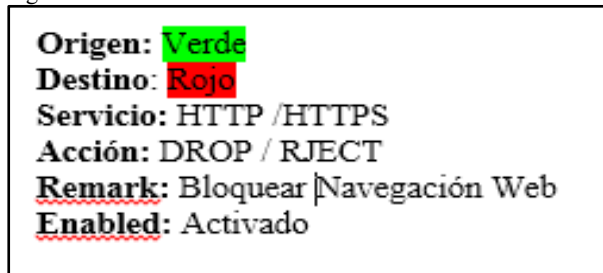 Origen: Verde
Destino: Rojo
Servicio: HTTP /HTTPS
Acción: DROP / RJECT
Remark: Bloquear Navegación Web
Enabled: Activado